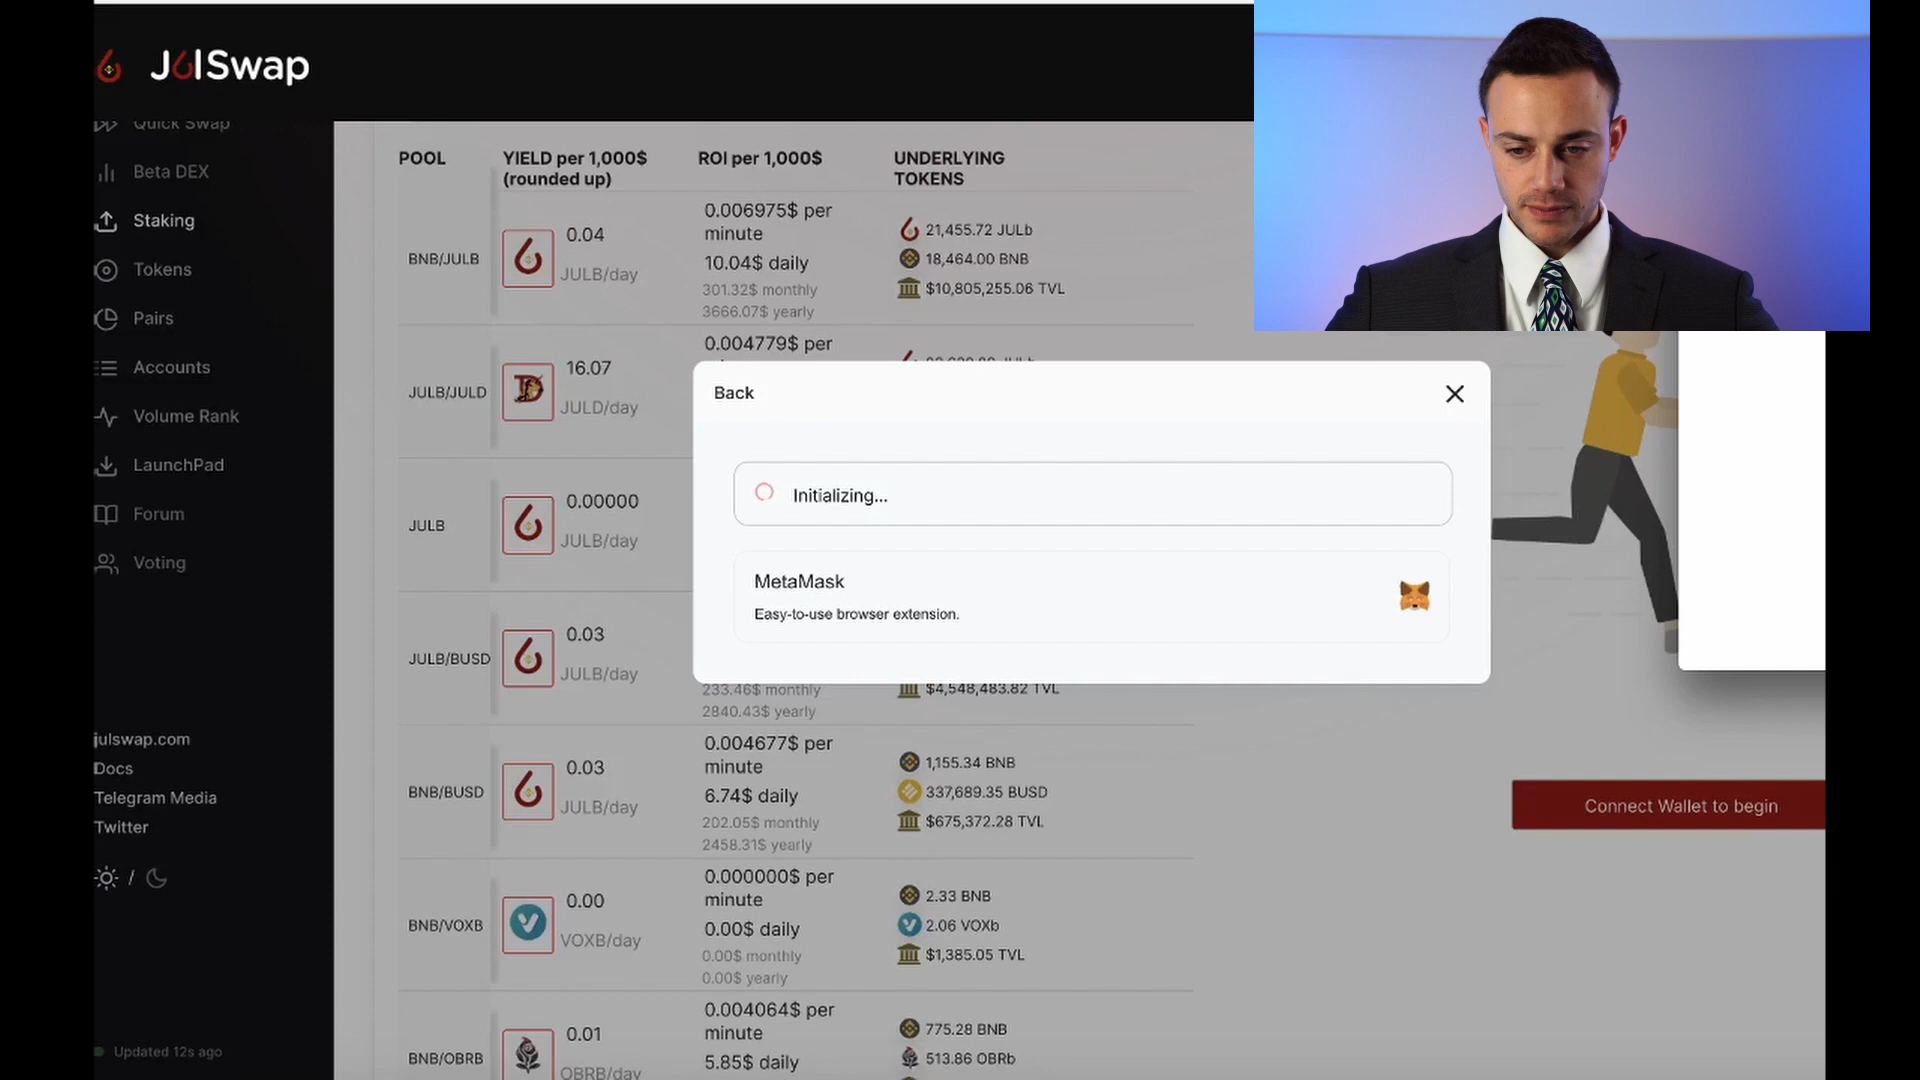 JulSwap
Quick Swap
Beta DEX
Staking
Tokens
Pairs
Accounts
Volume Rank
LaunchPad
Forum
Voting
julswap.com
Docs
Telegram Media
Twitter
/
Updated 12s ago
POOL
YIELD per 1,000$
(rounded up)
ROI per 1,000$
UNDERLYING
TOKENS
BNB/JULB
0.04
JULB/day
0.006975$ per
minute
10.04$ daily
301.32$ monthly
3666.07$ yearly
21,455.72 JULb
18,464.00 BNB
$10,805,255.06 TVL
JULB/JULD
16.07
JULD/day
0.004779$ per
JULB
0.00000
JULB/day
JULB/BUSD
0.03
JULB/day
233.46$ monthly
2840.43$ yearly
$4,548,483.82 TVL
BNB/BUSD
0.03
JULB/day
0.004677$ per
minute
6.74$ daily
202.05$ monthly
2458.31$ yearly
1,155.34 BNB
337,689.35 BUSD
$675,372.28 TVL
BNB/VOXB
0.00
VOXB/day
0.000000$ per
minute
0.00$ daily
0.00$ monthly
0.00$ yearly
2.33 BNB
2.06 VOXb
$1,385.05 TVL
BNB/OBRB
0.01
OBRB/day
0.004064$ per
minute
5.85$ daily
775.28 BNB
513.86 OBRb
Back
Initializing...
MetaMask
Easy-to-use browser extension.
Connect Wallet to begin